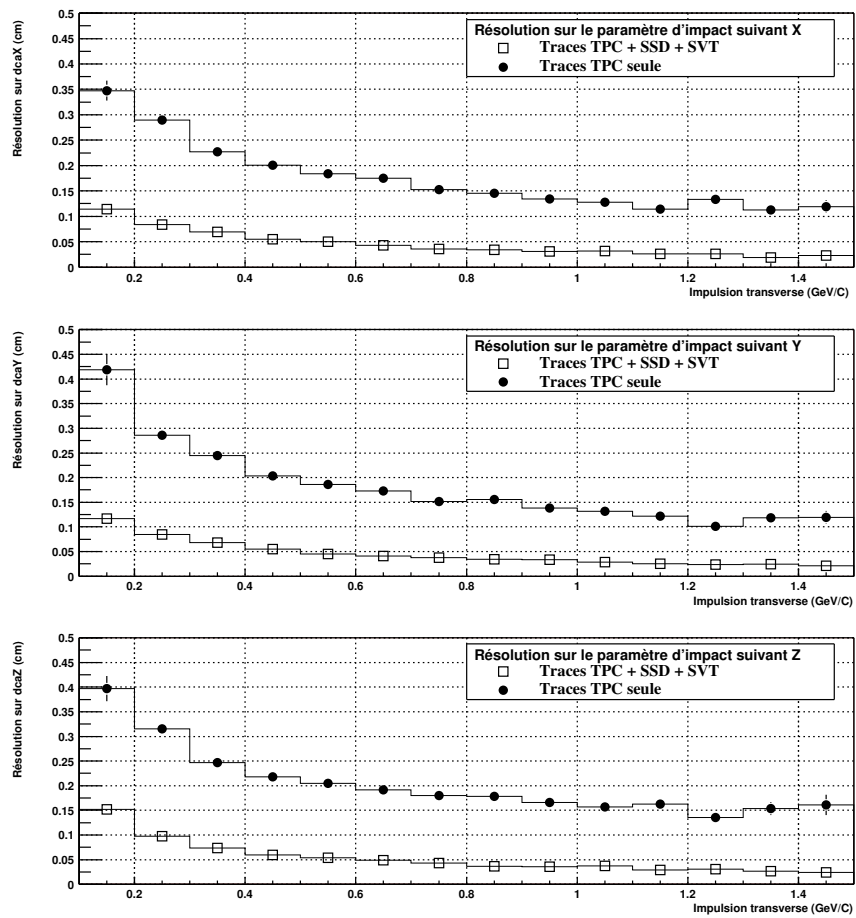 Résolution sur dcaX (cm)
0.5
0.45
0.4
0.35
0.3
0.25
0.2
0.15
0.1
0.05
0
Résolution sur le paramètre d'impact suivant X
Traces TPC + SSD + SVT
Traces TPC seule
0.2 0.4 0.6 0.8 1 1.2 1.4
Impulsion transverse (GeV/C)
Résolution sur dcaY (cm)
0.5
0.45
0.4
0.35
0.3
0.25
0.2
0.15
0.1
0.05
0
Résolution sur le paramètre d'impact suivant Y
Traces TPC + SSD + SVT
Traces TPC seule
0.2 0.4 0.6 0.8 1 1.2 1.4
Impulsion transverse (GeV/C)
Résolution sur dcaZ (cm)
0.5
0.45
0.4
0.35
0.3
0.25
0.2
0.15
0.1
0.05
0
Résolution sur le paramètre d'impact suivant Z
Traces TPC + SSD + SVT
Traces TPC seule
0.2 0.4 0.6 0.8 1 1.2 1.4
Impulsion transverse (GeV/C)